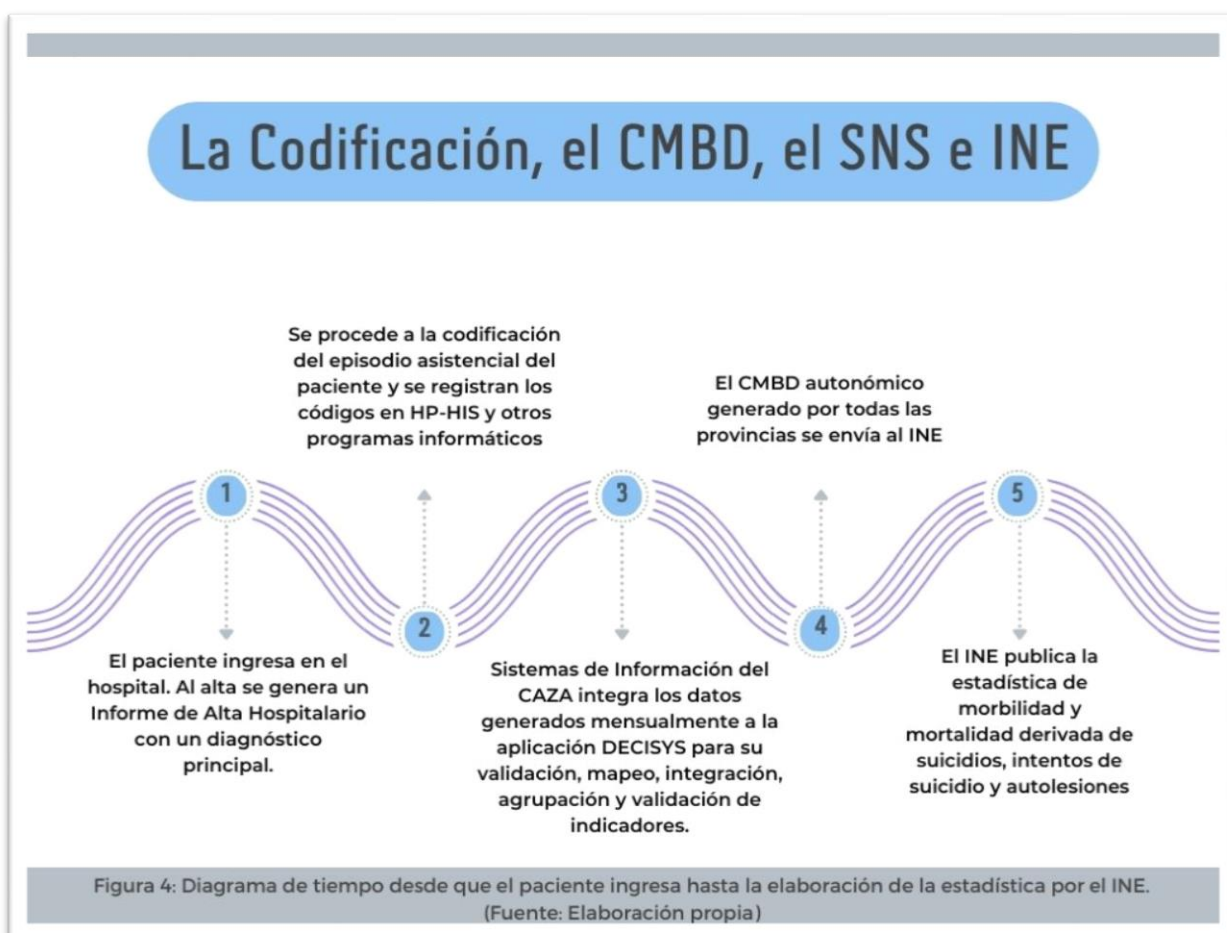 La Codificación, el CMBD, el SNS e INE
Se procede a la codificación
del episodio asistencial del
paciente y se registran los
códigos en HP-HIS y otros
programas informáticos
El CMBD autonómico
generado por todas las
provincias se envía al INE
1
3
5
2
4
El paciente ingresa en el
hospital. Al alta se genera un
Informe de Alta Hospitalario
con un diagnóstico
principal.
Sistemas de Información del
CAZA integra los datos
generados mensualmente a la
aplicación DECISYS para su
validación, mapeo, integración,
agrupación y validación de
indicadores.
El INE publica la
estadística de
morbilidad y
mortalidad derivada de
suicidios, intentos de
suicidio y autolesiones
Figura 4: Diagrama de tiempo desde que el paciente ingresa hasta la elaboración de la estadística por el INE.
(Fuente: Elaboración propia)